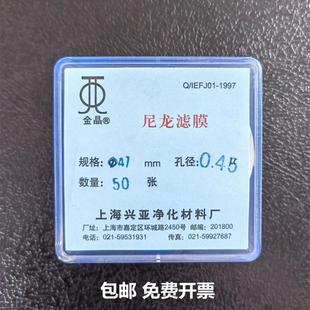 Q/IEFJ01-1997
金晶®
尼龙滤膜
规格: φ47 mm 孔径: 0.45
数量: 50 张
上海兴亚净化材料厂
厂址: 上海市嘉定区环城路2450号 邮编: 201800
电话: 021-59531931 传真: 021-59927687
包邮 免费开票